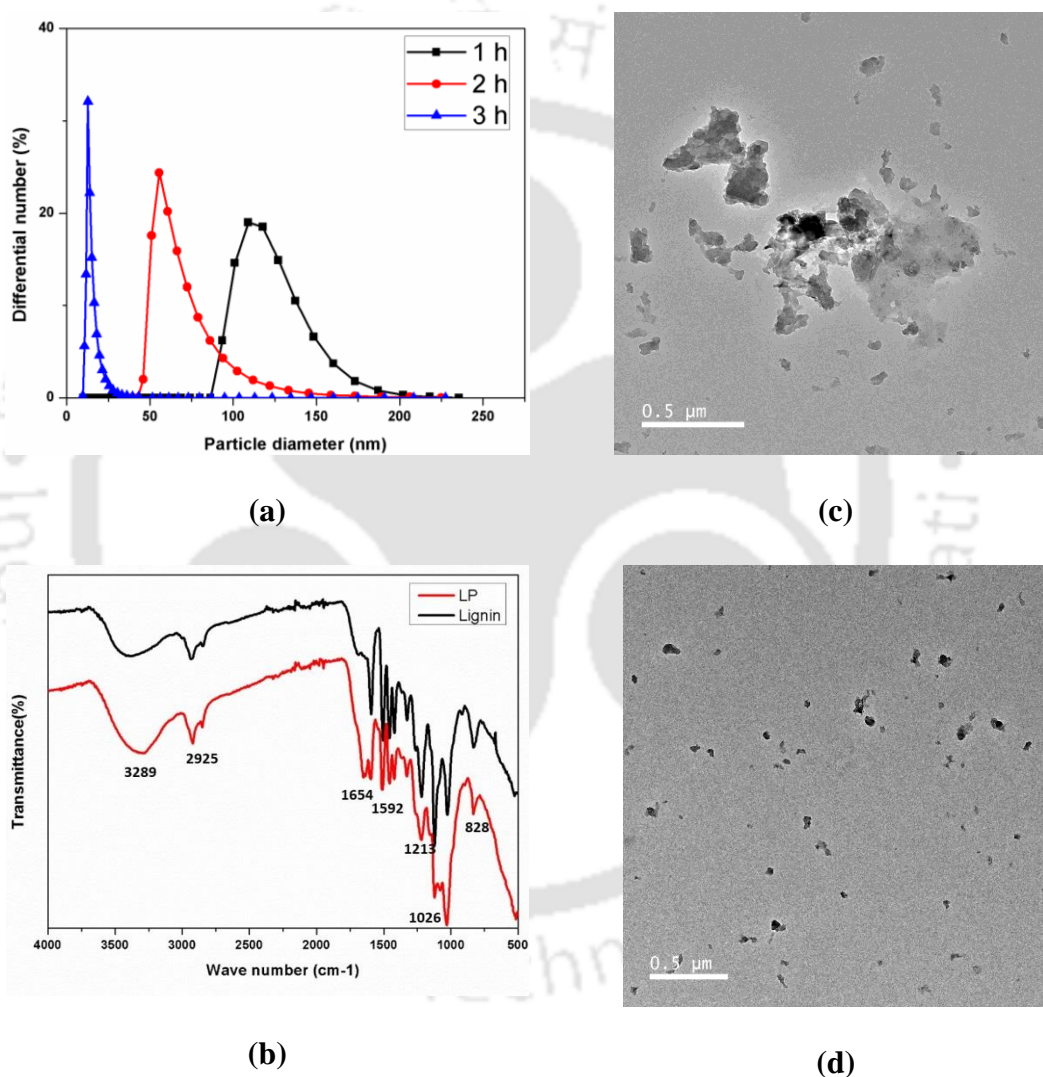 40
20
0
0
50
100
150
200
250
Differential number (%)
Particle diameter (nm)
1 h
2 h
3 h
(a)
0.5 µm
(c)
LP
Lignin
3289
2925
1654
1592
1213
1026
828
4000
3500
3000
2500
2000
1500
1000
500
Transmittance(%)
Wave number (cm-1)
(b)
0.5 µm
(d)